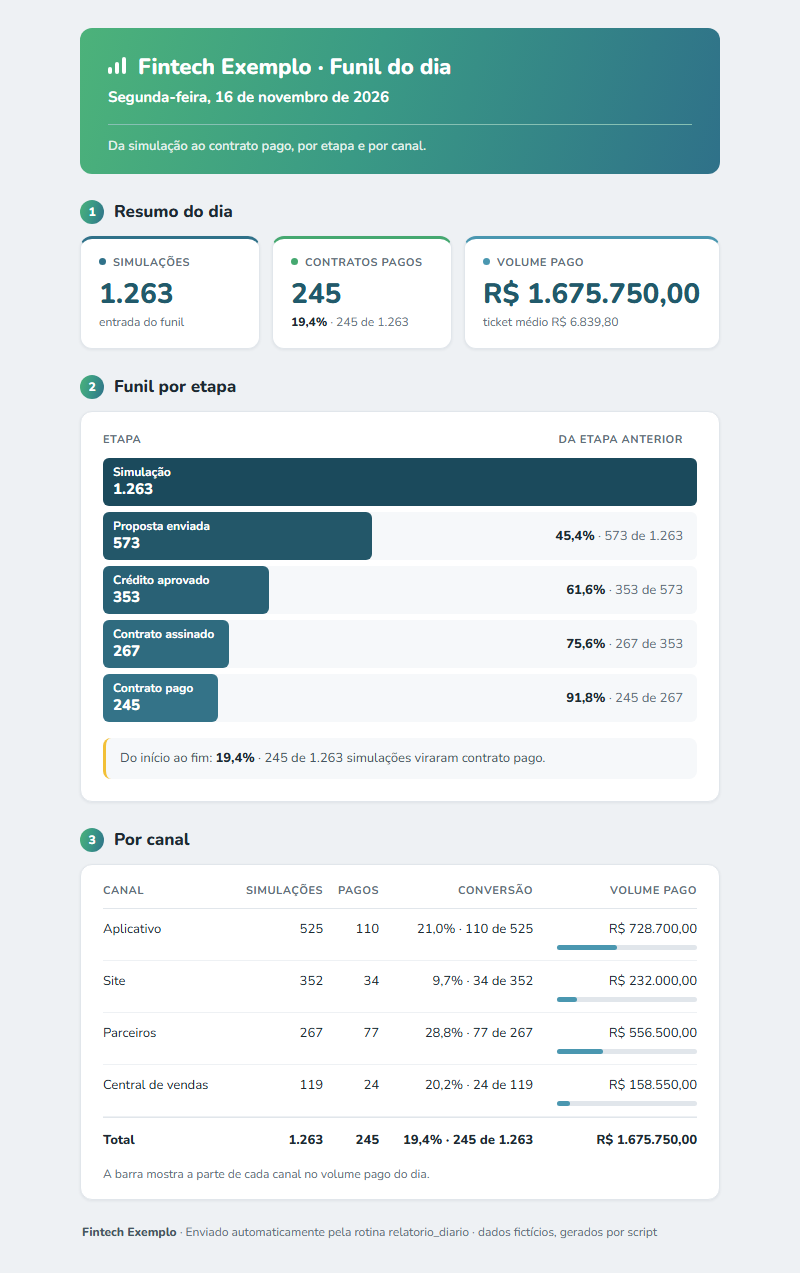 Fintech Exemplo · Funil do dia
Segunda-feira, 16 de novembro de 2026
Da simulação ao contrato pago, por etapa e por canal.
1 Resumo do dia
SIMULAÇÕES
1.263
entrada do funil
CONTRATOS PAGOS
245
19,4% · 245 de 1.263
VOLUME PAGO
R$ 1.675.750,00
ticket médio R$ 6.839,80
2 Funil por etapa
ETAPA DA ETAPA ANTERIOR
Simulação
1.263
Proposta enviada
573
45,4% · 573 de 1.263
Crédito aprovado
353
61,6% · 353 de 573
Contrato assinado
267
75,6% · 267 de 353
Contrato pago
245
91,8% · 245 de 267
Do início ao fim: 19,4% · 245 de 1.263 simulações viraram contrato pago.
3 Por canal
CANAL SIMULAÇÕES PAGOS CONVERSÃO VOLUME PAGO
Aplicativo 525 110 21,0% · 110 de 525 R$ 728.700,00
Site 352 34 9,7% · 34 de 352 R$ 232.000,00
Parceiros 267 77 28,8% · 77 de 267 R$ 556.500,00
Central de vendas 119 24 20,2% · 24 de 119 R$ 158.550,00
Total 1.263 245 19,4% · 245 de 1.263 R$ 1.675.750,00
A barra mostra a parte de cada canal no volume pago do dia.
Fintech Exemplo · Enviado automaticamente pela rotina relatorio_diario · dados fictícios, gerados por script